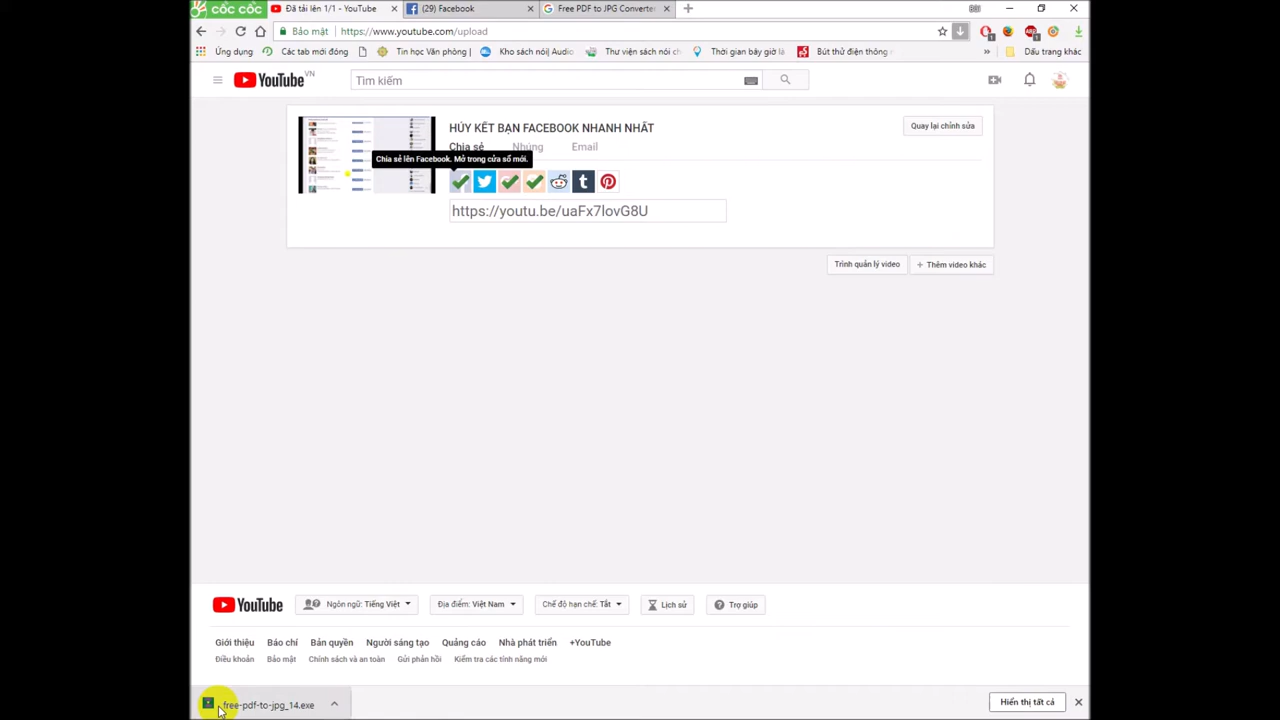 cốc cốc Đã tải lên 1/1 - YouTube (29) Facebook Free PDF to JPG Converter
Bảo mật https://www.youtube.com/upload
Ứng dụng Các tab mới đóng Tin học Văn phòng | Kho sách nói| Audio Thư viện sách nói ch Thời gian bây giờ là Bút thử điện thông » Dấu trang khác
YouTube VN Tìm kiếm
HỦY KẾT BẠN FACEBOOK NHANH NHẤT Quay lại chỉnh sửa
Chia sẻ Nhúng Email
Chia sẻ lên Facebook. Mở trong cửa sổ mới.
https://youtu.be/uaFx7lovG8U
Trình quản lý video + Thêm video khác
YouTube Ngôn ngữ: Tiếng Việt Địa điểm: Việt Nam Chế độ hạn chế: Tắt Lịch sử Trợ giúp
Giới thiệu Báo chí Bản quyền Người sáng tạo Quảng cáo Nhà phát triển +YouTube
Điều khoản Bảo mật Chính sách và an toàn Gửi phản hồi Kiểm tra các tính năng mới
free-pdf-to-jpg_14.exe Hiển thị tất cả